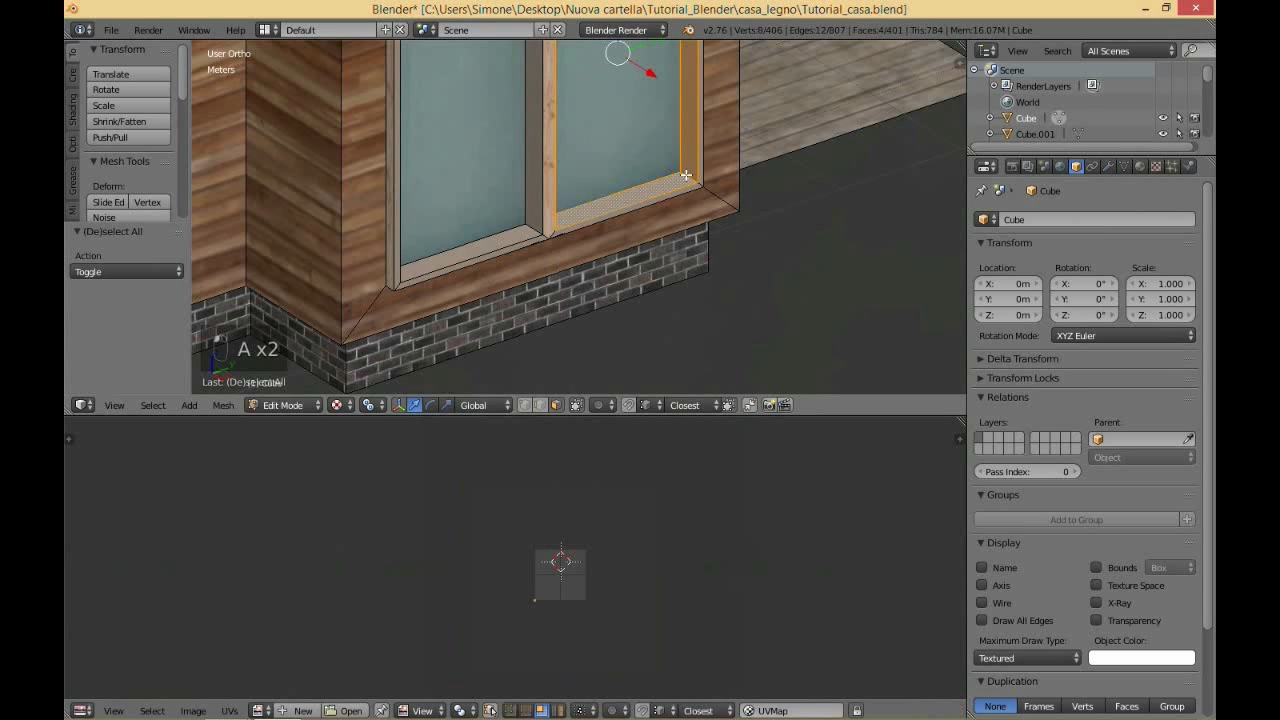 Blender* [C:\Users\Simone\Desktop\Nuova cartella\Tutorial_Blender\casa_legno\Tutorial_casa.blend]
File Render Window Help Default Scene Blender Render v2.76 | Verts:8/406 | Edges:12/807 | Faces:4/401 | Tris:784 | Mem:16.07M | Cube
View Search All Scenes
Transform
Translate
Rotate
Scale
Shrink/Fatten
Push/Pull
Mesh Tools
Deform:
Slide Ed Vertex
Noise
(De)select All
Action
Toggle
To
Cre
Shading
Opti
Grease
Mi
User Ortho
Meters
A x2
Last: (De)select All
View Select Add Mesh Edit Mode Global Closest
View Select Image UVs New Open View Closest UVMap
Scene
RenderLayers
World
Cube
Cube.001
Cube
Cube
Transform
Location: Rotation: Scale:
X: 0m X: 0° X: 1.000
Y: 0m Y: 0° Y: 1.000
Z: 0m Z: 0° Z: 1.000
Rotation Mode: XYZ Euler
Delta Transform
Transform Locks
Relations
Layers: Parent:
Object
Pass Index: 0
Groups
Add to Group
Display
Name Bounds Box
Axis Texture Space
Wire X-Ray
Draw All Edges Transparency
Maximum Draw Type: Object Color:
Textured
Duplication
None Frames Verts Faces Group